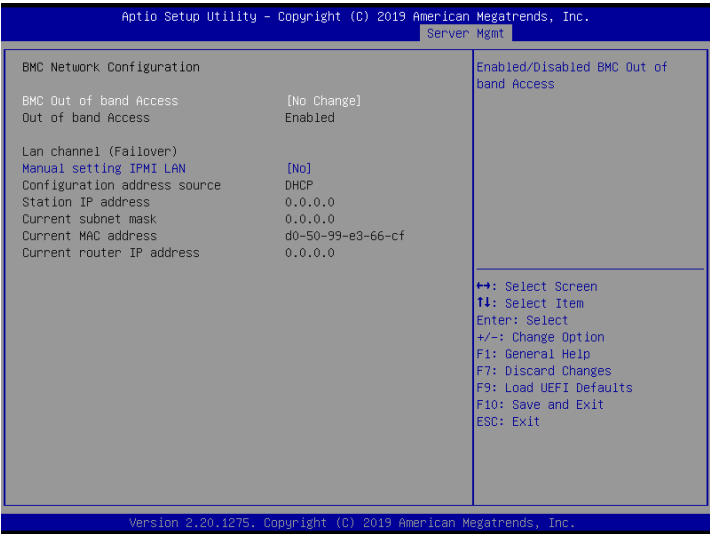 Aptio Setup Utility – Copyright (C) 2019 American Megatrends, Inc.
Server Mgmt
BMC Network Configuration
BMC Out of band Access [No Change]
Out of band Access Enabled
Lan channel (Failover)
Manual setting IPMI LAN [No]
Configuration address source DHCP
Station IP address 0.0.0.0
Current subnet mask 0.0.0.0
Current MAC address d0-50-99-e3-66-cf
Current router IP address 0.0.0.0
Enabled/Disabled BMC Out of
band Access
↔: Select Screen
↑↓: Select Item
Enter: Select
+/-: Change Option
F1: General Help
F7: Discard Changes
F9: Load UEFI Defaults
F10: Save and Exit
ESC: Exit
Version 2.20.1275. Copyright (C) 2019 American Megatrends, Inc.